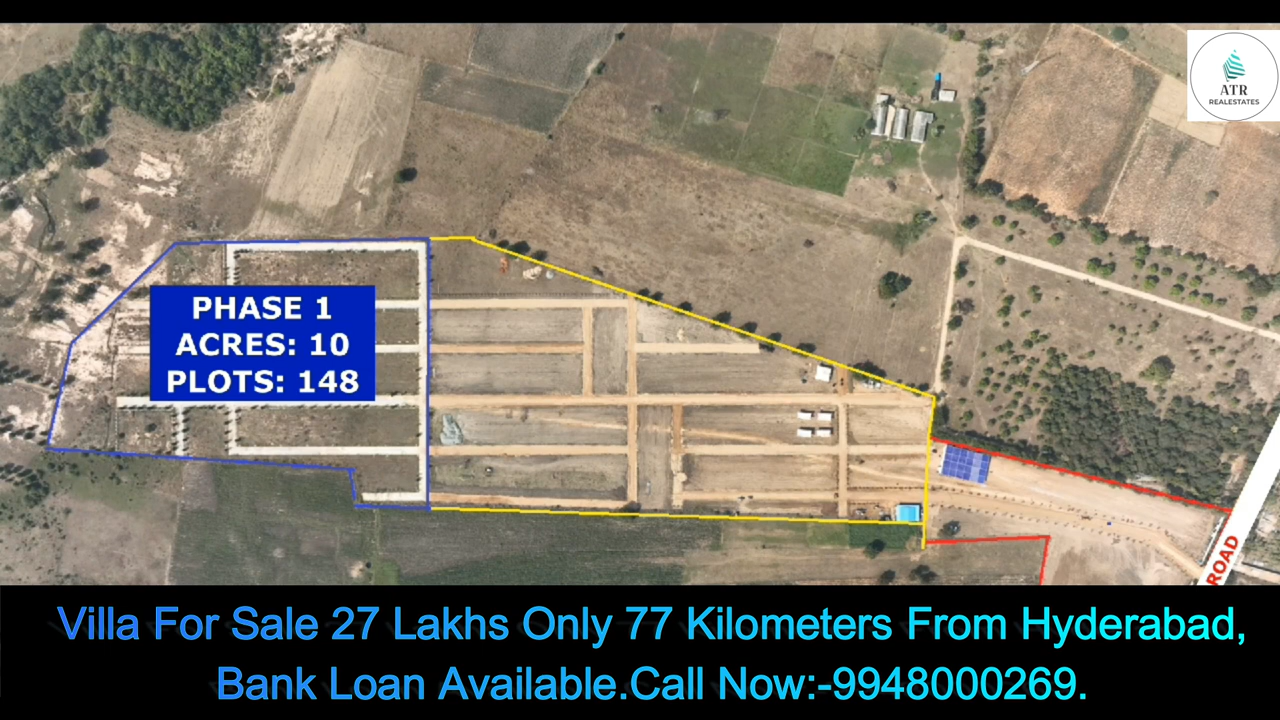 ATR
REALESTATES
PHASE 1
ACRES: 10
PLOTS: 148
ROAD
Villa For Sale 27 Lakhs Only 77 Kilometers From Hyderabad,
Bank Loan Available.Call Now:-9948000269.